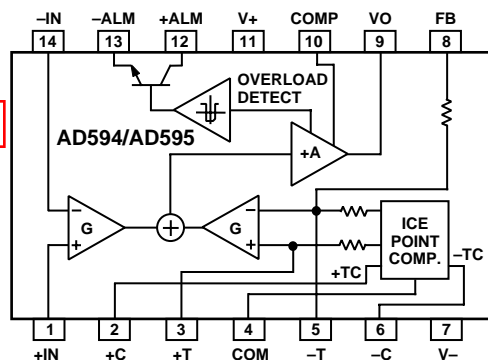 –IN –ALM +ALM V+ COMP VO FB
14 13 12 11 10 9 8
OVERLOAD
DETECT
AD594/AD595
+A
– –
G + G
+ +
ICE
POINT
COMP.
–TC
+TC
1 2 3 4 5 6 7
+IN +C +T COM –T –C V–